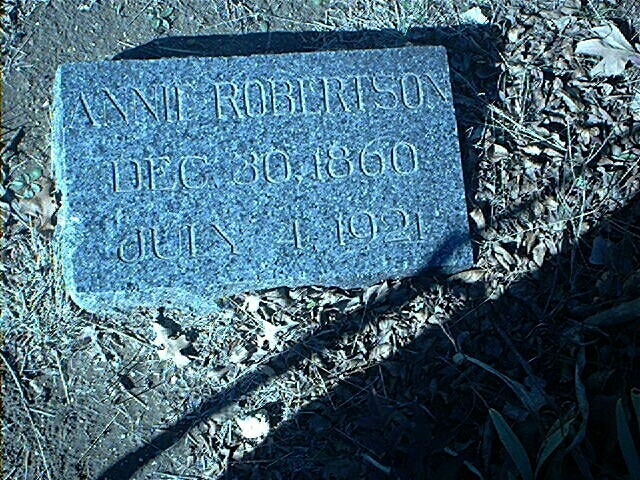 ANNIE ROBERTSON
DEC. 30, 1860
JULY 4, 1921